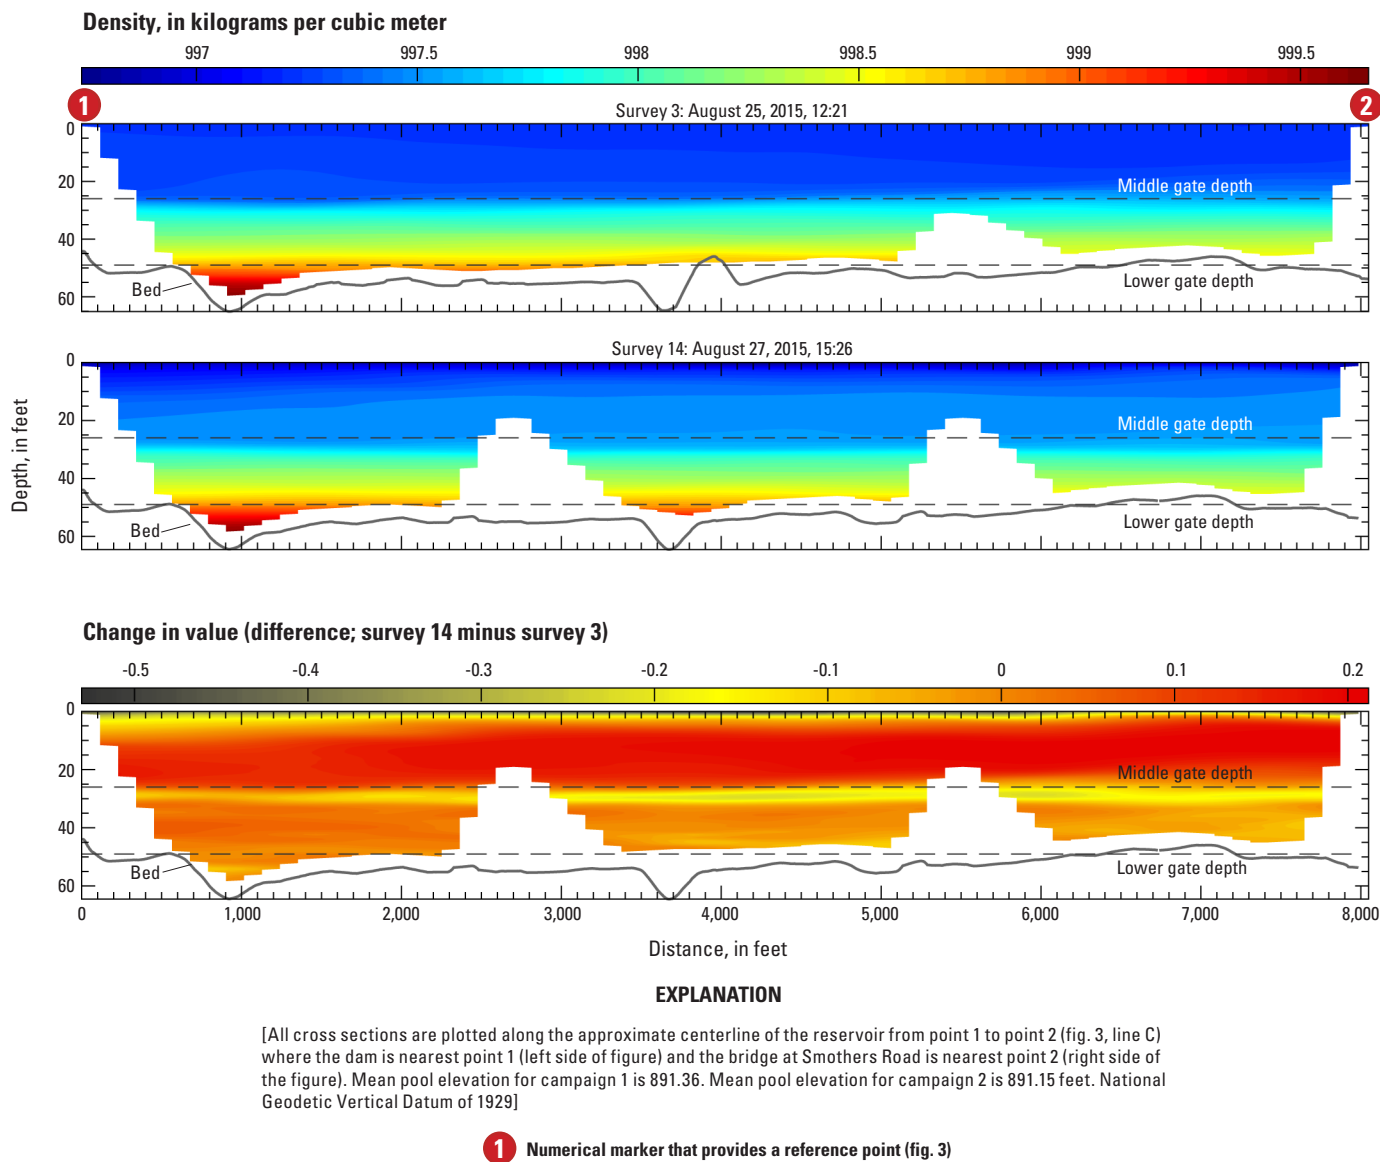 Density, in kilograms per cubic meter
997 997.5 998 998.5 999 999.5
1 2
Survey 3: August 25, 2015, 12:21
0
20
40
60
Middle gate depth
Lower gate depth
Bed
Survey 14: August 27, 2015, 15:26
0
20
40
60
Middle gate depth
Lower gate depth
Bed
Depth, in feet
Change in value (difference; survey 14 minus survey 3)
-0.5 -0.4 -0.3 -0.2 -0.1 0 0.1 0.2
0
20
40
60
Middle gate depth
Lower gate depth
Bed
0 1,000 2,000 3,000 4,000 5,000 6,000 7,000 8,000
Distance, in feet
EXPLANATION
[All cross sections are plotted along the approximate centerline of the reservoir from point 1 to point 2 (fig. 3, line C)
where the dam is nearest point 1 (left side of figure) and the bridge at Smothers Road is nearest point 2 (right side of
the figure). Mean pool elevation for campaign 1 is 891.36. Mean pool elevation for campaign 2 is 891.15 feet. National
Geodetic Vertical Datum of 1929]
1 Numerical marker that provides a reference point (fig. 3)